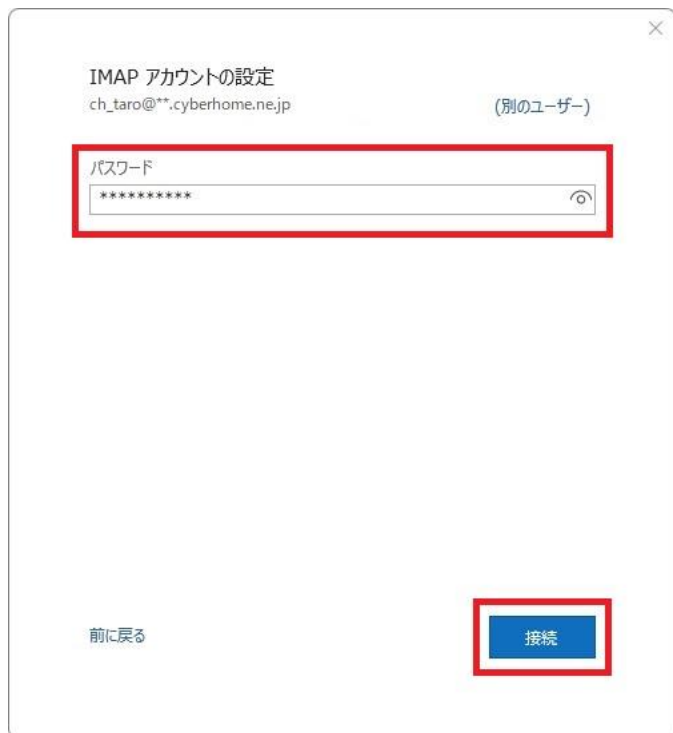 IMAP アカウントの設定
ch_taro@**.cyberhome.ne.jp (別のユーザー)
パスワード
**********
前に戻る 接続